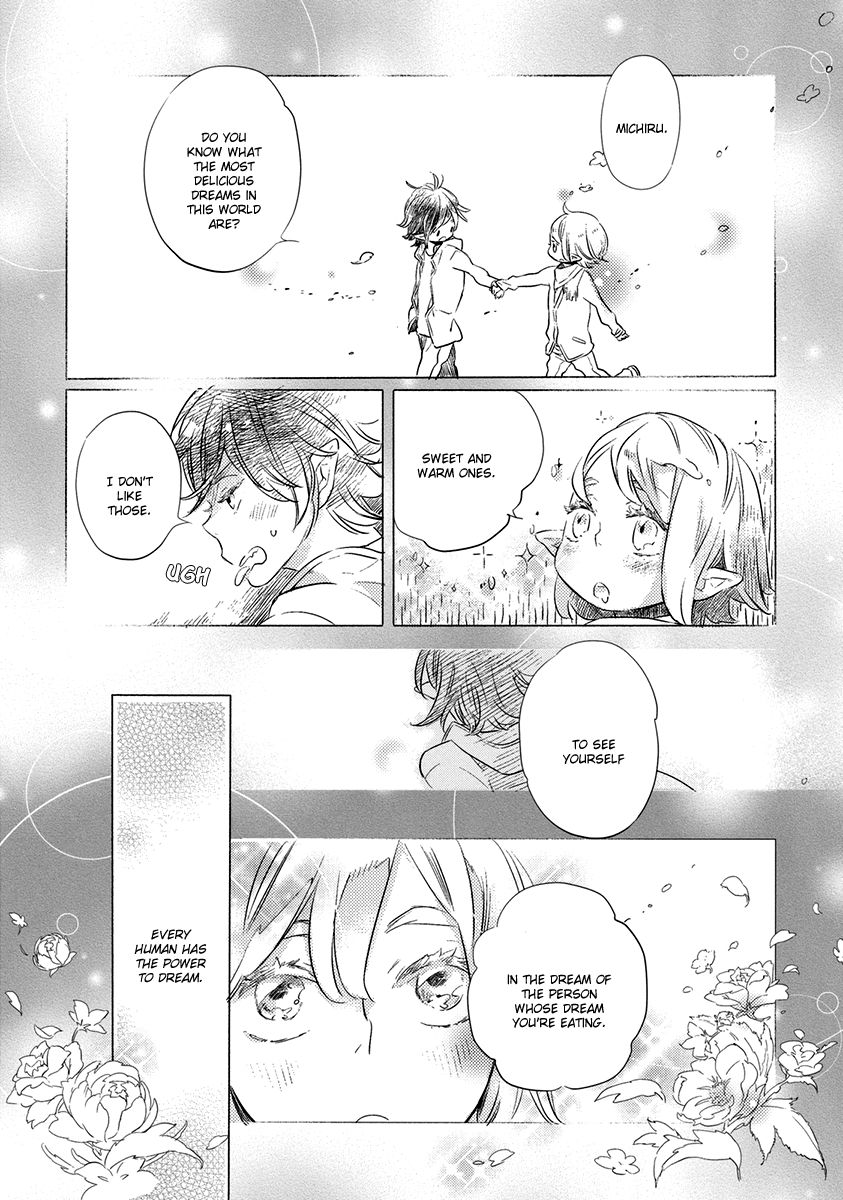 MICHIRU.
DO YOU
KNOW WHAT
THE MOST
DELICIOUS
DREAMS IN
THIS WORLD
ARE?
SWEET AND
WARM ONES.
I DON'T
LIKE
THOSE.
UGH
TO SEE
YOURSELF
IN THE DREAM OF
THE PERSON
WHOSE DREAM
YOU'RE EATING.
EVERY
HUMAN HAS
THE POWER
TO DREAM.